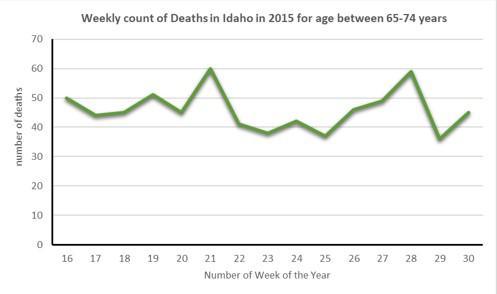 Weekly count of Deaths in Idaho in 2015 for age between 65-74 years
70
60
50
40
30
20
10
0
number of deaths
16 17 18 19 20 21 22 23 24 25 26 27 28 29 30
Number of Week of the Year